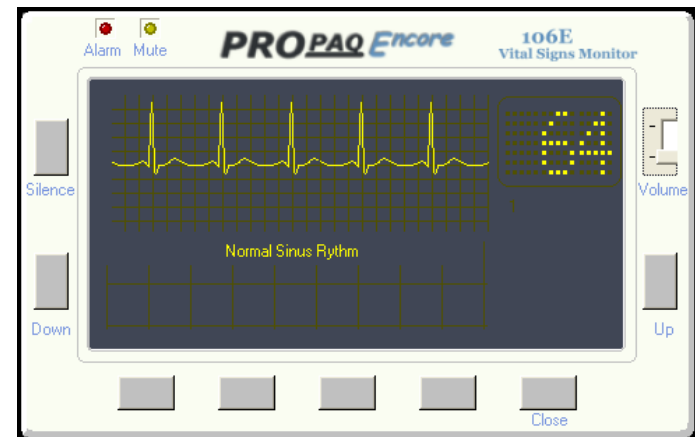 Alarm Mute PROPAQ Encore 106E
Vital Signs Monitor
64
Silence
Volume
Normal Sinus Rythm
Down
Up
Close